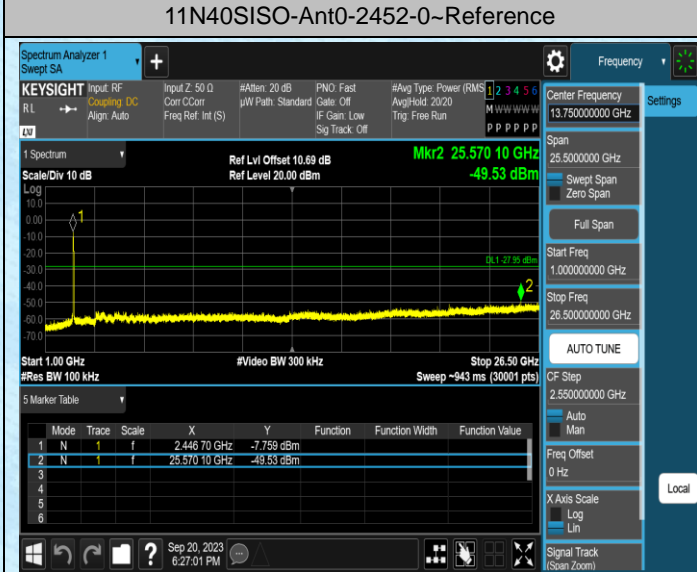 11N40SISO-Ant0-2452-0~Reference
Spectrum Analyzer 1
Swept SA
+
Frequency
KEYSIGHT
RL
LXI
Input: RF
Coupling: DC
Align: Auto
Input Z: 50 Ω
Corr CCorr
Freq Ref: Int (S)
#Atten: 20 dB
µW Path: Standard
PNO: Fast
Gate: Off
IF Gain: Low
Sig Track: Off
#Avg Type: Power (RMS
Avg|Hold: 20/20
Trig: Free Run
1 2 3 4 5 6
M W W W W W
P P P P P P
1 Spectrum
Scale/Div 10 dB
Ref Lvl Offset 10.69 dB
Ref Level 20.00 dBm
Mkr2 25.570 10 GHz
-49.53 dBm
Log
10.0
0.00
-10.0
-20.0
-30.0
-40.0
-50.0
-60.0
-70.0
1
DL1 -27.95 dBm
2
Start 1.00 GHz
#Res BW 100 kHz
#Video BW 300 kHz
Stop 26.50 GHz
Sweep ~943 ms (30001 pts)
5 Marker Table
Mode Trace Scale X Y Function Function Width Function Value
1 N 1 f 2.446 70 GHz -7.759 dBm
2 N 1 f 25.570 10 GHz -49.53 dBm
3
4
5
6
?
Sep 20, 2023
6:27:01 PM
Center Frequency
13.750000000 GHz
Settings
Span
25.5000000 GHz
Swept Span
Zero Span
Full Span
Start Freq
1.000000000 GHz
Stop Freq
26.500000000 GHz
AUTO TUNE
CF Step
2.550000000 GHz
Auto
Man
Freq Offset
0 Hz
X Axis Scale
Log
Lin
Local
Signal Track
(Span Zoom)